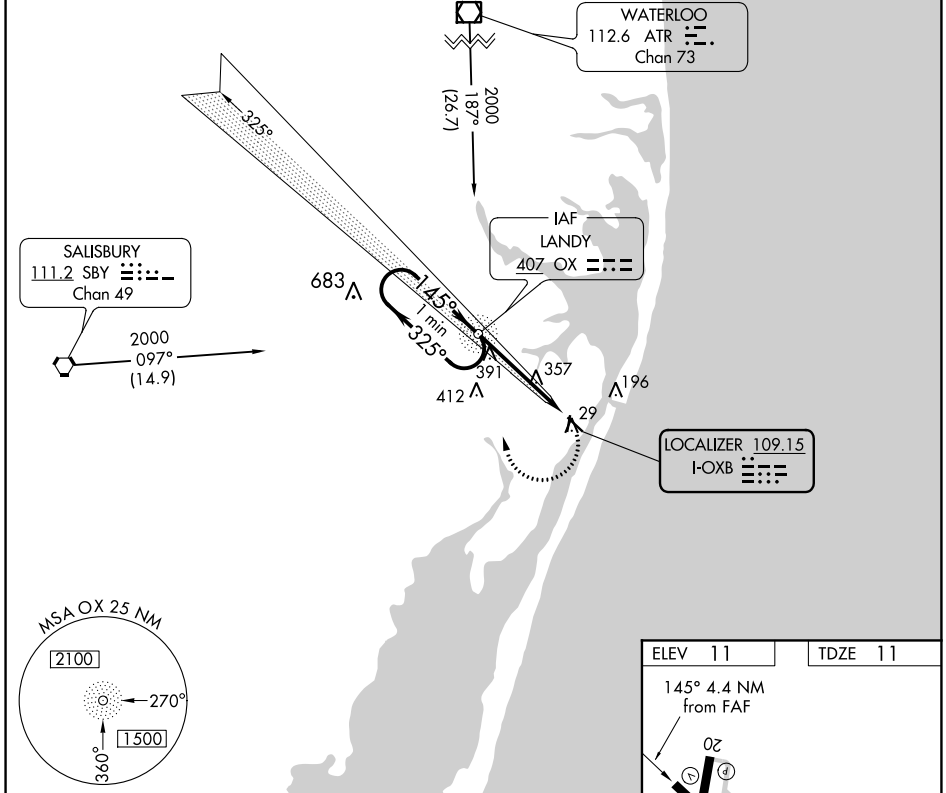 WATERLOO
112.6 ATR
Chan 73
2000
187°
(26.7)
325°
IAF
LANDY
407 OX
SALISBURY
111.2 SBY
Chan 49
683
145°
1 min
325°
2000
097°
(14.9)
391
357
412
196
29
LOCALIZER 109.15
I-OXB
MSA OX 25 NM
2100
270°
1500
360°
ELEV 11
TDZE 11
145° 4.4 NM
from FAF
20
V
P